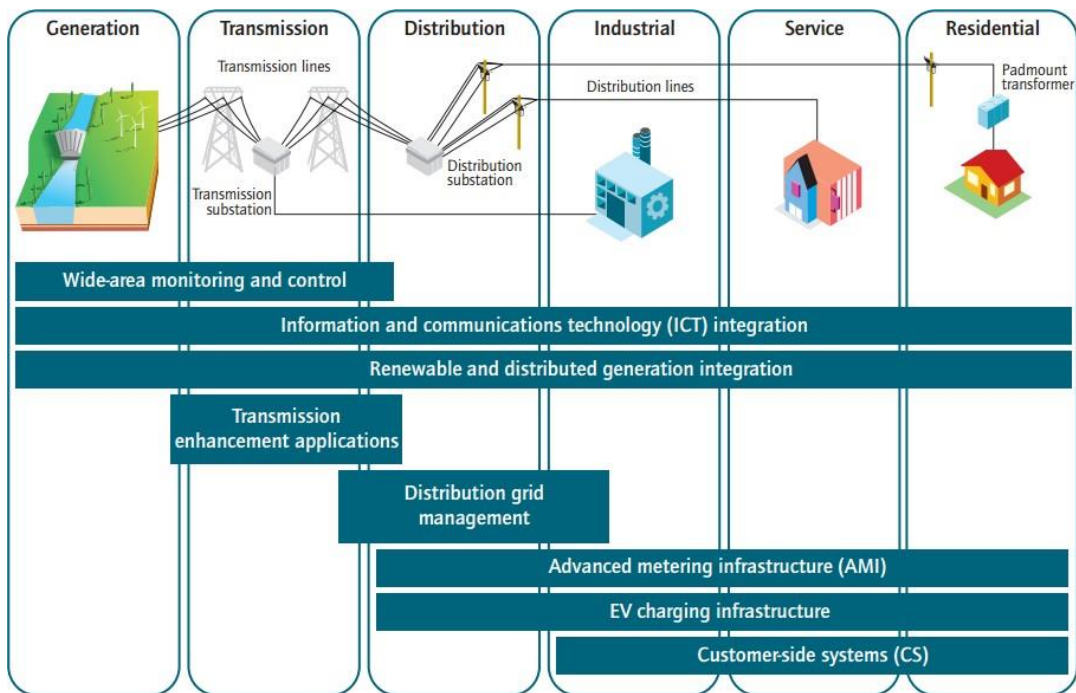 Generation
Transmission
Distribution
Industrial
Service
Residential
Transmission lines
Padmount
transformer
Distribution lines
Distribution
substation
Transmission
substation
Wide-area monitoring and control
Information and communications technology (ICT) integration
Renewable and distributed generation integration
Transmission
enhancement applications
Distribution grid
management
Advanced metering infrastructure (AMI)
EV charging infrastructure
Customer-side systems (CS)